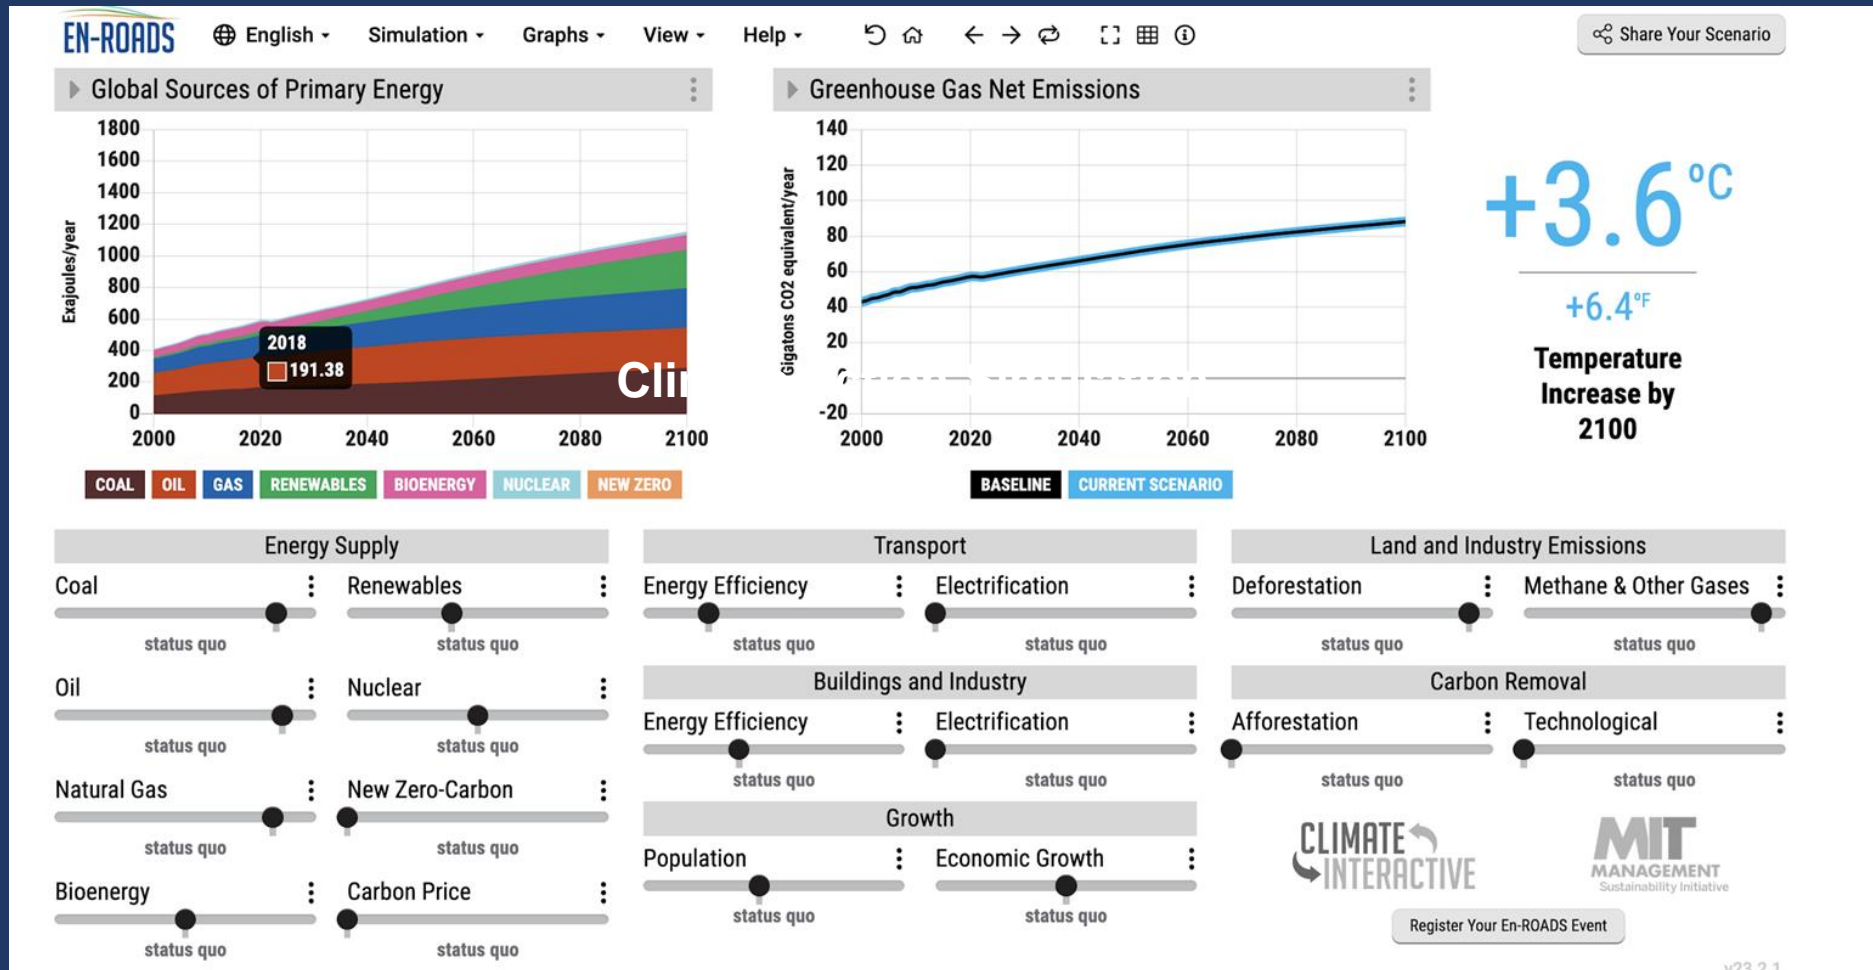 EN-ROADS English Simulation Graphs View Help Share Your Scenario
Global Sources of Primary Energy
1800
1600
1400
1200
1000
800
600
400
200
0
Exajoules/year
2018
191.38
2000 2020 2040 2060 2080 2100
COAL OIL GAS RENEWABLES BIOENERGY NUCLEAR NEW ZERO
Greenhouse Gas Net Emissions
140
120
100
80
60
40
20
-20
Gigatons CO2 equivalent/year
2000 2020 2040 2060 2080 2100
BASELINE CURRENT SCENARIO
+3.6°C
+6.4°F
Temperature
Increase by
2100
Energy Supply
Coal Renewables
status quo status quo
Oil Nuclear
status quo status quo
Natural Gas New Zero-Carbon
status quo status quo
Bioenergy Carbon Price
status quo status quo
Transport
Energy Efficiency Electrification
status quo status quo
Buildings and Industry
Energy Efficiency Electrification
status quo status quo
Growth
Population Economic Growth
status quo status quo
Land and Industry Emissions
Deforestation Methane & Other Gases
status quo status quo
Carbon Removal
Afforestation Technological
status quo status quo
CLIMATE
INTERACTIVE
MIT
MANAGEMENT
Sustainability Initiative
Register Your En-ROADS Event